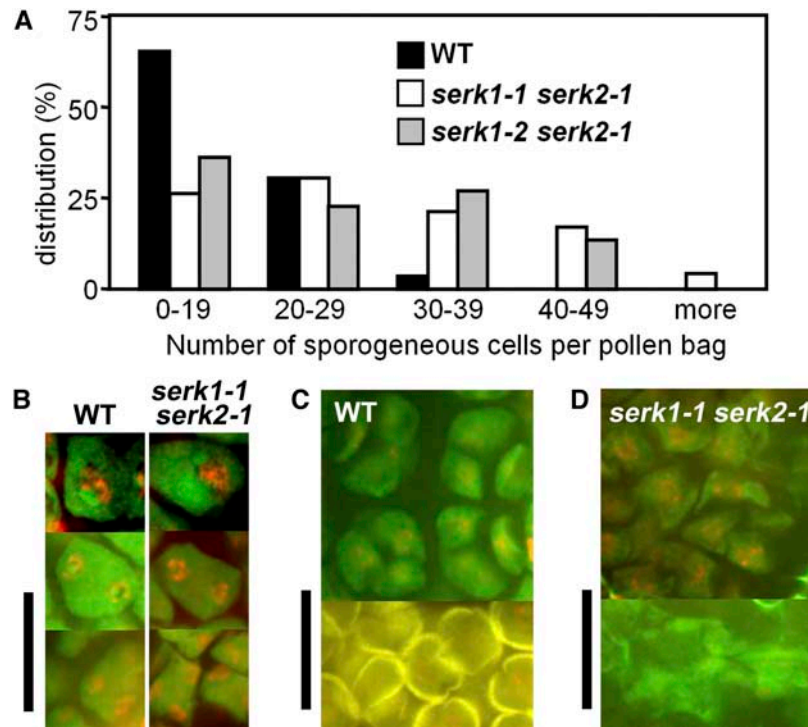 A
75
50
25
0
distribution (%)
WT
serk1-1 serk2-1
serk1-2 serk2-1
0-19 20-29 30-39 40-49 more
Number of sporogeneous cells per pollen bag
B
WT
serk1-1
serk2-1
C
WT
D
serk1-1 serk2-1